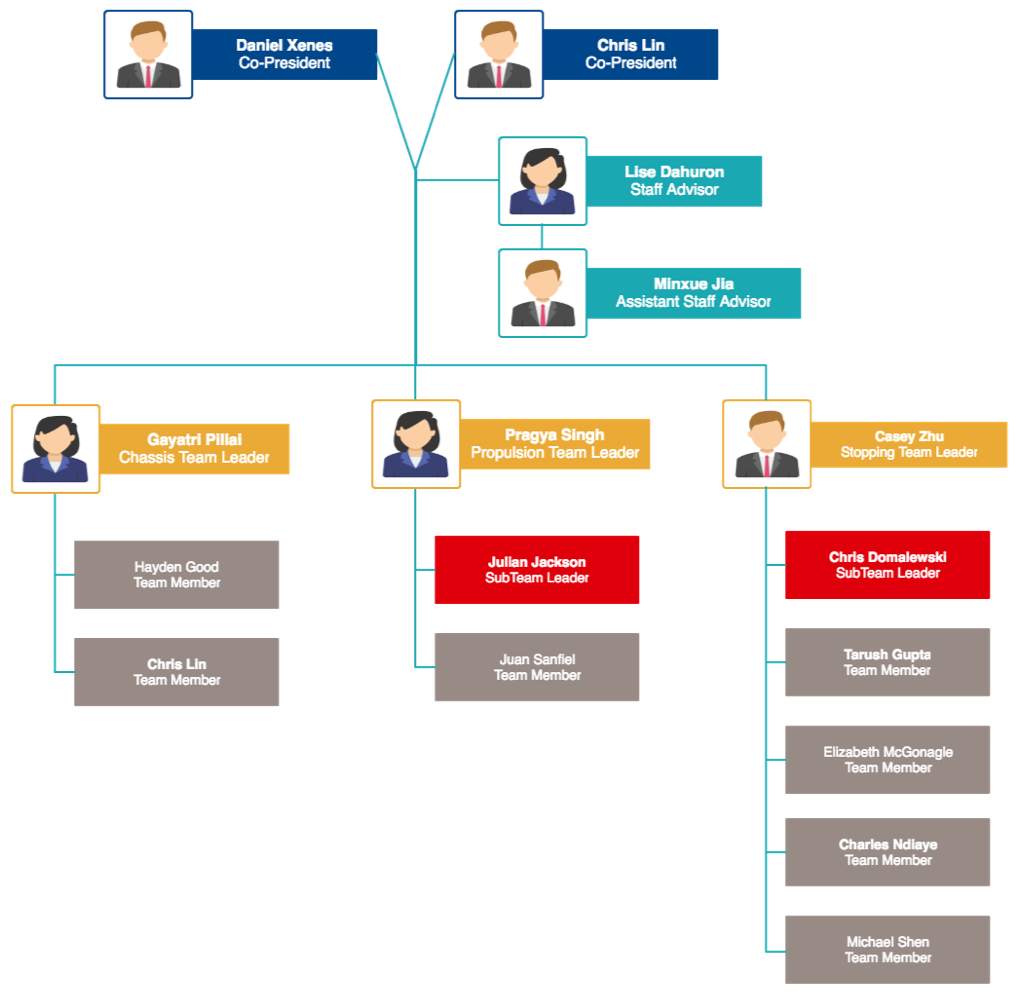 Daniel Xenes
Co-President
Chris Lin
Co-President
Lise Dahuron
Staff Advisor
Minxue Jia
Assistant Staff Advisor
Gayatri Pillai
Chassis Team Leader
Pragya Singh
Propulsion Team Leader
Casey Zhu
Stopping Team Leader
Hayden Good
Team Member
Chris Lin
Team Member
Julian Jackson
SubTeam Leader
Juan Sanfiel
Team Member
Chris Domalewski
SubTeam Leader
Tarush Gupta
Team Member
Elizabeth McGonagle
Team Member
Charles Ndiaye
Team Member
Michael Shen
Team Member